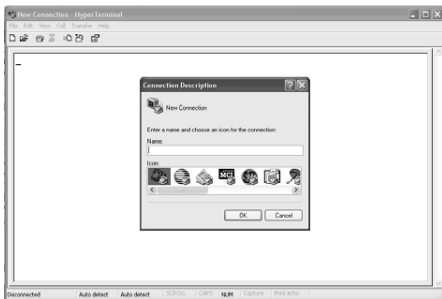 New Connection - HyperTerminal
File Edit View Call Transfer Help
Connection Description
New Connection
Enter a name and choose an icon for the connection:
Name:
Icon:
MCI
OK Cancel
Disconnected Auto detect Auto detect SCROLL CAPS NUM Capture Print echo